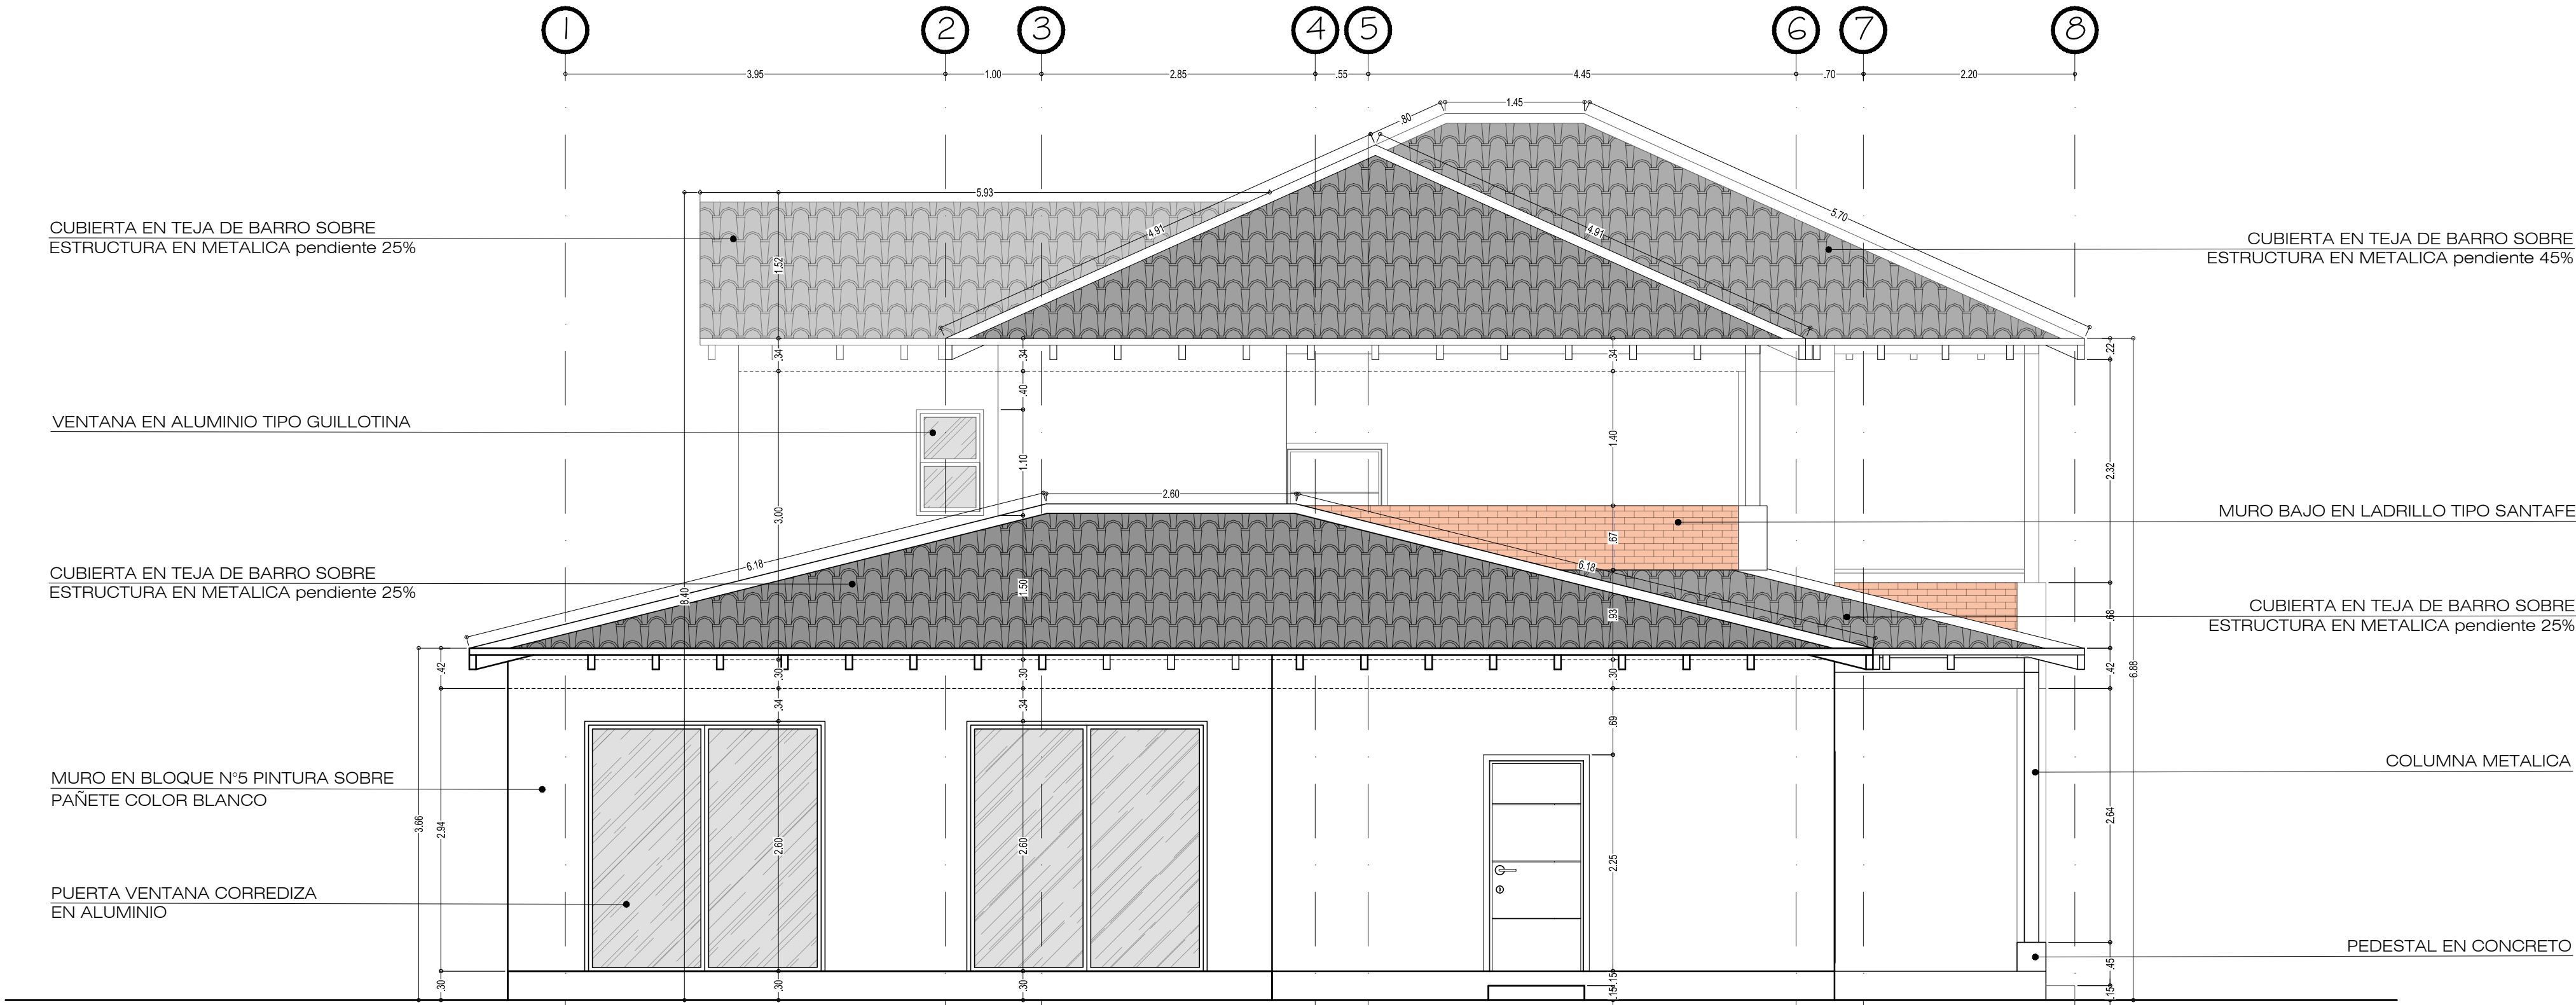 1 2 3 4 5 6 7 8
3.95 1.00 2.85 .55 4.45 .70 2.20
1.45
.80
5.93
4.91
4.91
5.70
CUBIERTA EN TEJA DE BARRO SOBRE
ESTRUCTURA EN METALICA pendiente 25%
CUBIERTA EN TEJA DE BARRO SOBRE
ESTRUCTURA EN METALICA pendiente 45%
1.52
.34 .34 .34 .22
.40
VENTANA EN ALUMINIO TIPO GUILLOTINA
1.10
1.40
2.32
2.60
3.00
MURO BAJO EN LADRILLO TIPO SANTAFE
.67
6.18
6.18
CUBIERTA EN TEJA DE BARRO SOBRE
ESTRUCTURA EN METALICA pendiente 25%
8.40
1.50
.93
.68
CUBIERTA EN TEJA DE BARRO SOBRE
ESTRUCTURA EN METALICA pendiente 25%
.42 .30 .30 .30 .42
6.88
.34 .34 .69
MURO EN BLOQUE N°5 PINTURA SOBRE
PAÑETE COLOR BLANCO
COLUMNA METALICA
3.66
2.94
2.60
2.60
2.25
2.64
PUERTA VENTANA CORREDIZA
EN ALUMINIO
PEDESTAL EN CONCRETO
.45
.30 .30 .30 .15 .15 .15